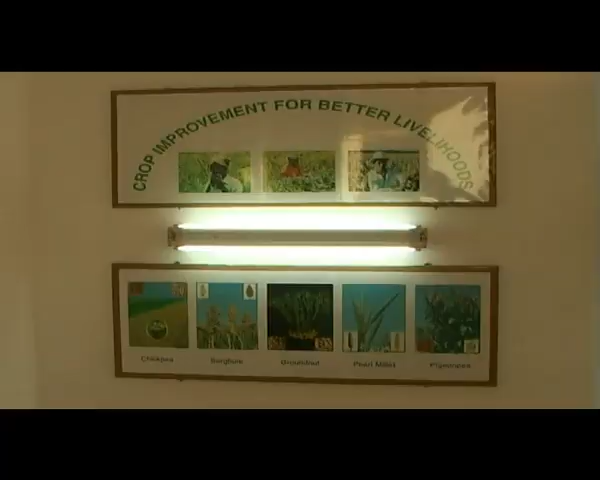 CROP IMPROVEMENT FOR BETTER LIVELIHOODS
Chickpea
Sorghum
Groundnut
Pearl Millet
Pigeonpea